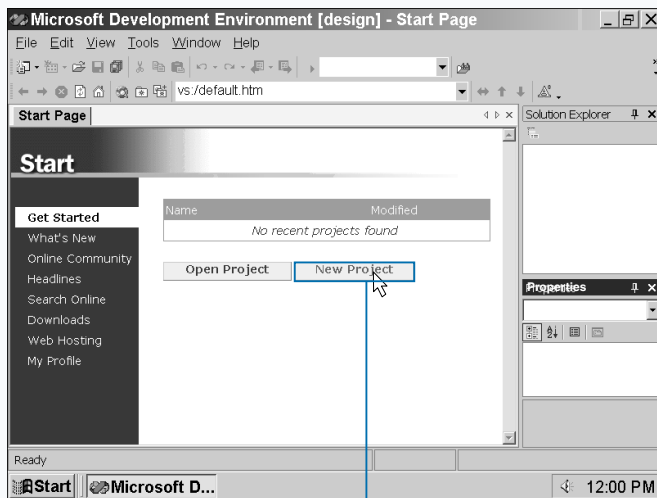 Microsoft Development Environment [design] - Start Page
File Edit View Tools Window Help
vs:/default.htm
Start Page
Solution Explorer
Start
Get Started
What's New
Online Community
Headlines
Search Online
Downloads
Web Hosting
My Profile
Name Modified
No recent projects found
Open Project New Project
Properties
Ready
Start Microsoft D... 12:00 PM